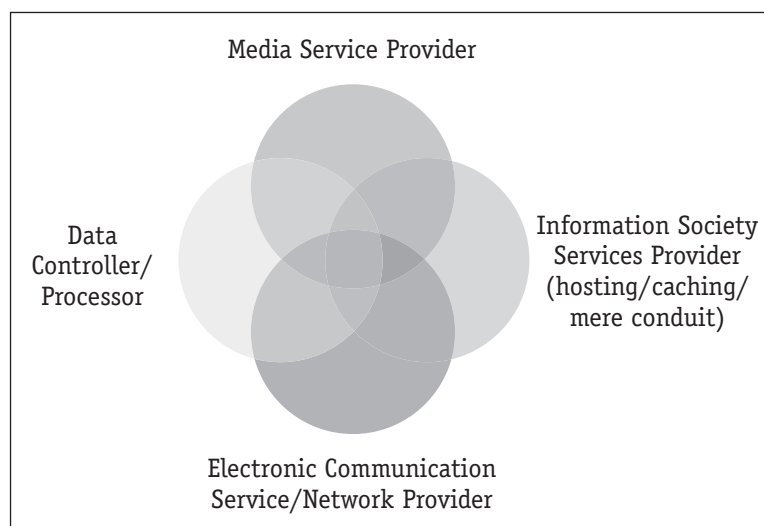 Media Service Provider
Data
Controller/
Processor
Information Society
Services Provider
(hosting/caching/
mere conduit)
Electronic Communication
Service/Network Provider